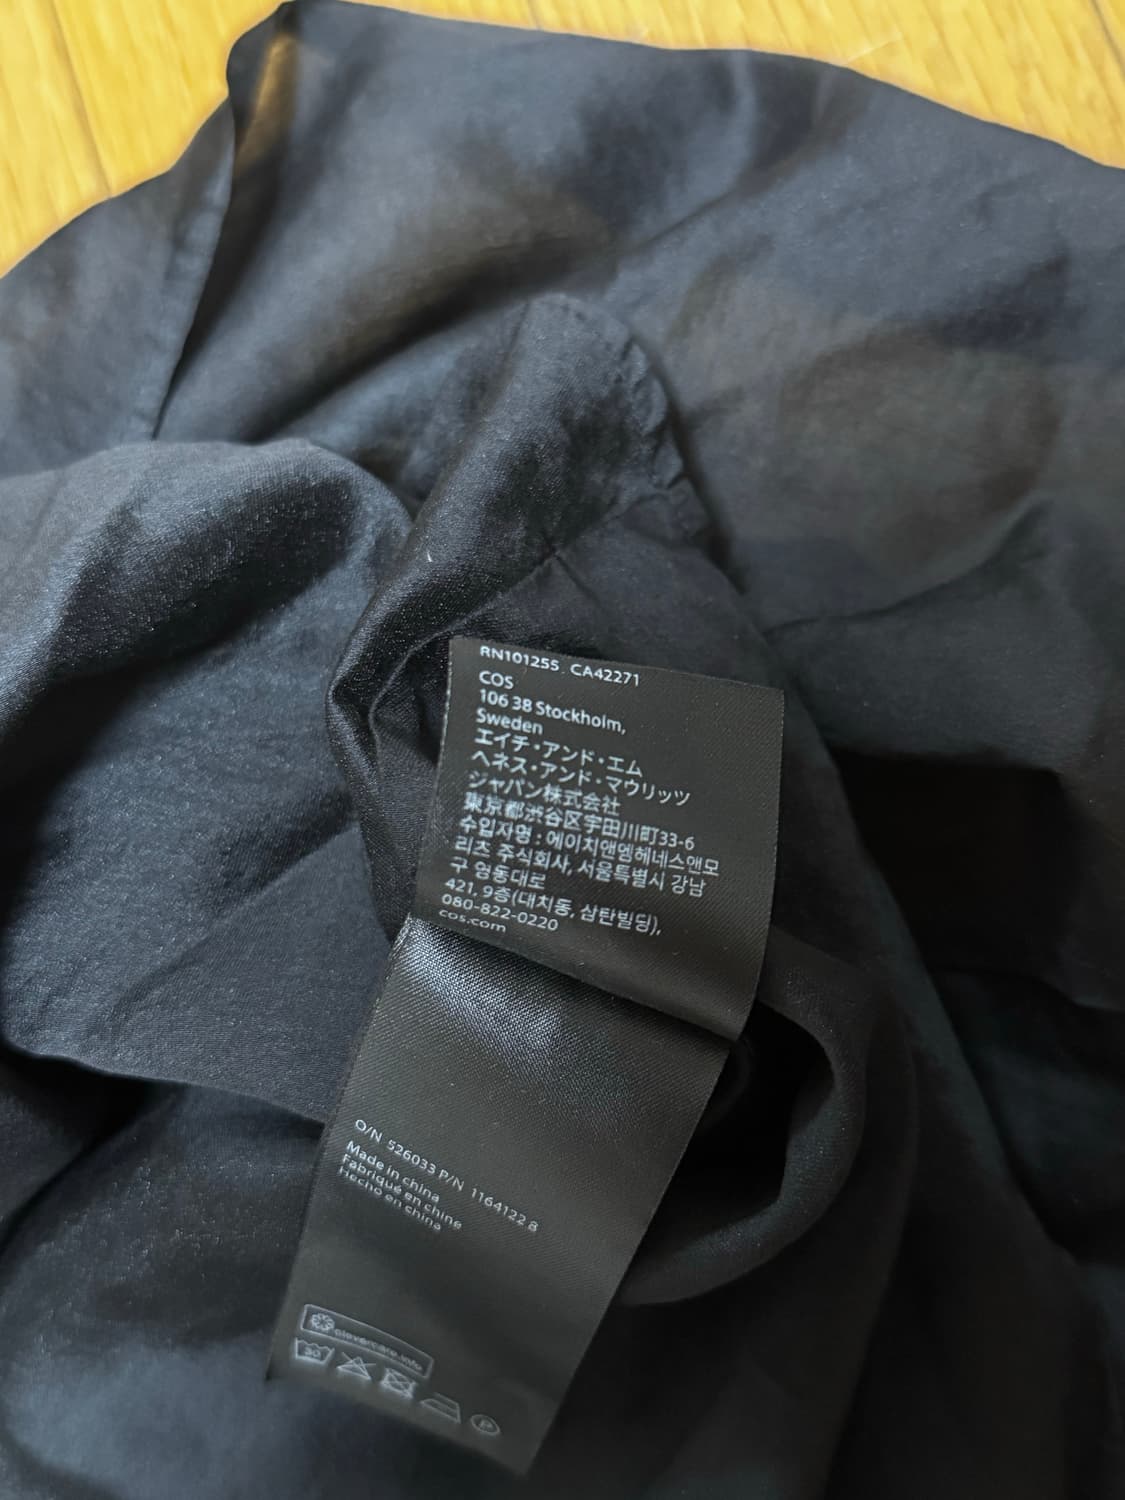 RN101255 CA42271
COS
106 38 Stockholm,
Sweden
エイチ・アンド・エム
ヘネス・アンド・マウリッツ
ジャパン株式会社
東京都渋谷区宇田川町33-6
수입자명 : 에이치앤엠헤네스앤모
리츠 주식회사, 서울특별시 강남
구 영동대로
421, 9층(대치동, 삼탄빌딩),
080-822-0220
cos.com
O/N 526033 P/N 1164122 8
Made in china
Fabriqué en chine
Hecho en china
clevercare.info
30
P